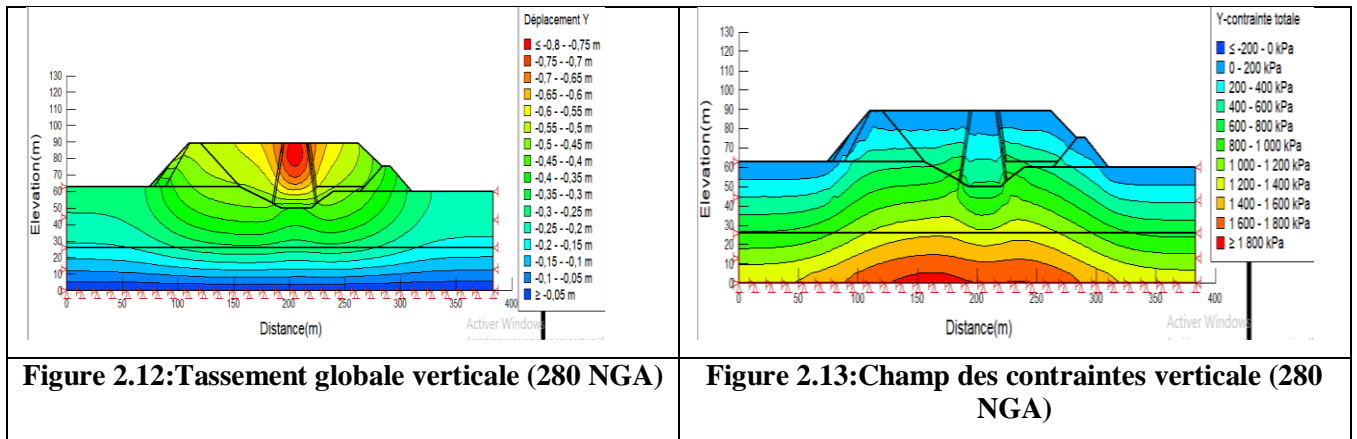 Déplacement Y
≤ -0,8 - -0,75 m
-0,75 - -0,7 m
-0,7 - -0,65 m
-0,65 - -0,6 m
-0,6 - -0,55 m
-0,55 - -0,5 m
-0,5 - -0,45 m
-0,45 - -0,4 m
-0,4 - -0,35 m
-0,35 - -0,3 m
-0,3 - -0,25 m
-0,25 - -0,2 m
-0,2 - -0,15 m
-0,15 - -0,1 m
-0,1 - -0,05 m
≥ -0,05 m
Elevation(m)
130
120
110
100
90
80
70
60
50
40
30
20
10
0
0 50 100 150 200 250 300 350 400
Distance(m)
Activer Windows
Y-contrainte totale
≤ -200 - 0 kPa
0 - 200 kPa
200 - 400 kPa
400 - 600 kPa
600 - 800 kPa
800 - 1 000 kPa
1 000 - 1 200 kPa
1 200 - 1 400 kPa
1 400 - 1 600 kPa
1 600 - 1 800 kPa
≥ 1 800 kPa
Elevation(m)
130
120
110
100
90
80
70
60
50
40
30
20
10
0
0 50 100 150 200 250 300 350 400
Distance(m)
Activer Windows
Figure 2.12:Tassement globale verticale (280 NGA)
Figure 2.13:Champ des contraintes verticale (280
NGA)